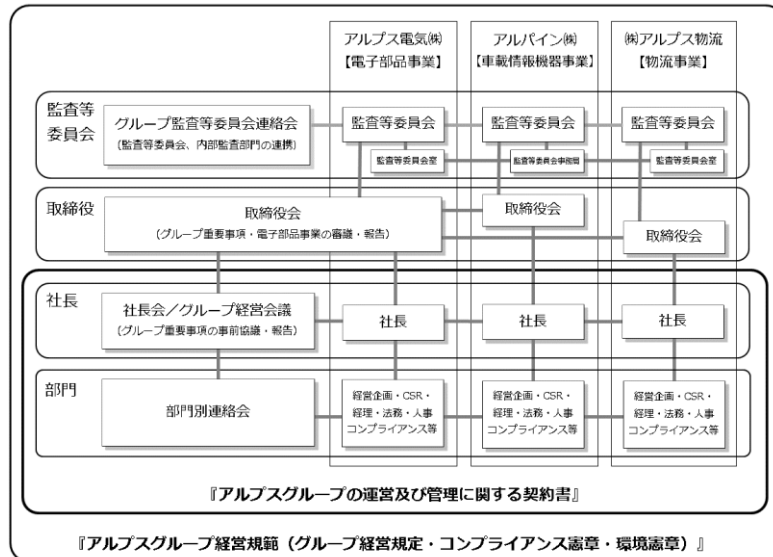 アルプス電気㈱
【電子部品事業】
アルパイン㈱
【車載情報機器事業】
㈱アルプス物流
【物流事業】
監査等
委員会
グループ監査等委員会連絡会
(監査等委員会、内部監査部門の連携)
監査等委員会
監査等委員会
監査等委員会
監査等委員会室
監査等委員会事務局
監査等委員会室
取締役
取締役会
(グループ重要事項・電子部品事業の審議・報告)
取締役会
取締役会
社長
社長会／グループ経営会議
(グループ重要事項の事前協議・報告)
社長
社長
社長
部門
部門別連絡会
経営企画・CSR・
経理・法務・人事
コンプライアンス等
経営企画・CSR・
経理・法務・人事
コンプライアンス等
経営企画・CSR・
経理・法務・人事
コンプライアンス等
『アルプスグループの運営及び管理に関する契約書』
『アルプスグループ経営規範（グループ経営規定・コンプライアンス憲章・環境憲章）』